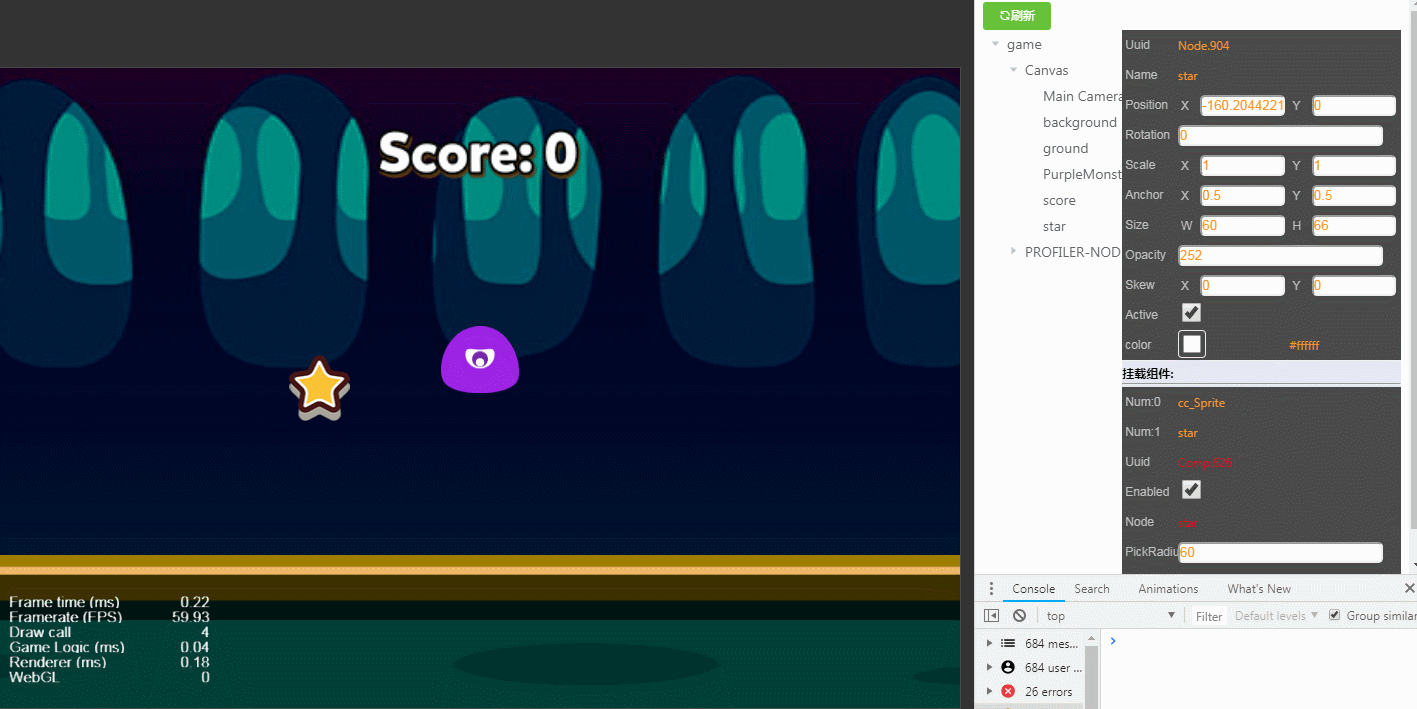 刷新
game
Canvas
Main Camera
background
ground
PurpleMonst
score
star
PROFILER-NOD
Score: 0
Frame time (ms) 0.22
Framerate (FPS) 59.93
Draw call 4
Game Logic (ms) 0.04
Renderer (ms) 0.18
WebGL 0
Uuid Node.904
Name star
Position X -160.2044221 Y 0
Rotation 0
Scale X 1 Y 1
Anchor X 0.5 Y 0.5
Size W 60 H 66
Opacity 252
Skew X 0 Y 0
Active
color #ffffff
挂载组件:
Num:0 cc_Sprite
Num:1 star
Uuid
Enabled
Node star
PickRadiu 60
Console Search Animations What's New
top Filter Default levels Group similar
684 mes...
684 user ...
26 errors